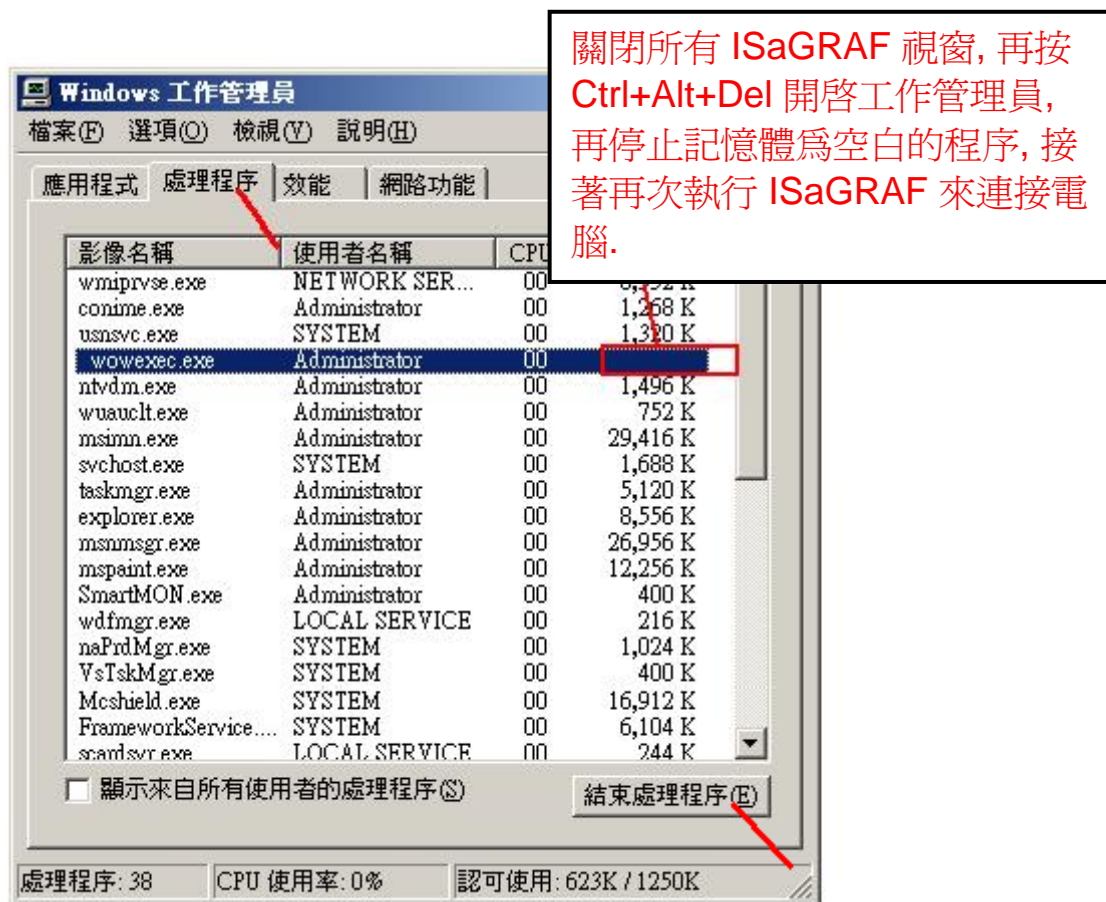 關閉所有 ISaGRAF 視窗, 再按
Ctrl+Alt+Del 開啟工作管理員,
再停止記憶體為空白的程序, 接
著再次執行 ISaGRAF 來連接電
腦.
Windows 工作管理員
檔案(F) 選項(O) 檢視(V) 說明(H)
應用程式 處理程序 效能 網路功能
影像名稱 使用者名稱 CPU
wmiprvse.exe NETWORK SER... 00
conime.exe Administrator 00 1,268 K
usnsvc.exe SYSTEM 00 1,320 K
wowexec.exe Administrator 00
ntvdm.exe Administrator 00 1,496 K
wuauclt.exe Administrator 00 752 K
msimn.exe Administrator 00 29,416 K
svchost.exe SYSTEM 00 1,688 K
taskmgr.exe Administrator 00 5,120 K
explorer.exe Administrator 00 8,556 K
msnmsgr.exe Administrator 00 26,956 K
mspaint.exe Administrator 00 12,256 K
SmartMON.exe Administrator 00 400 K
wdfmgr.exe LOCAL SERVICE 00 216 K
naPrdMgr.exe SYSTEM 00 1,024 K
VsTskMgr.exe SYSTEM 00 400 K
Mcshield.exe SYSTEM 00 16,912 K
FrameworkService.... SYSTEM 00 6,104 K
scardsvr.exe LOCAL SERVICE 00 244 K
顯示來自所有使用者的處理程序(S) 結束處理程序(E)
處理程序: 38 CPU 使用率: 0% 認可使用: 623K / 1250K